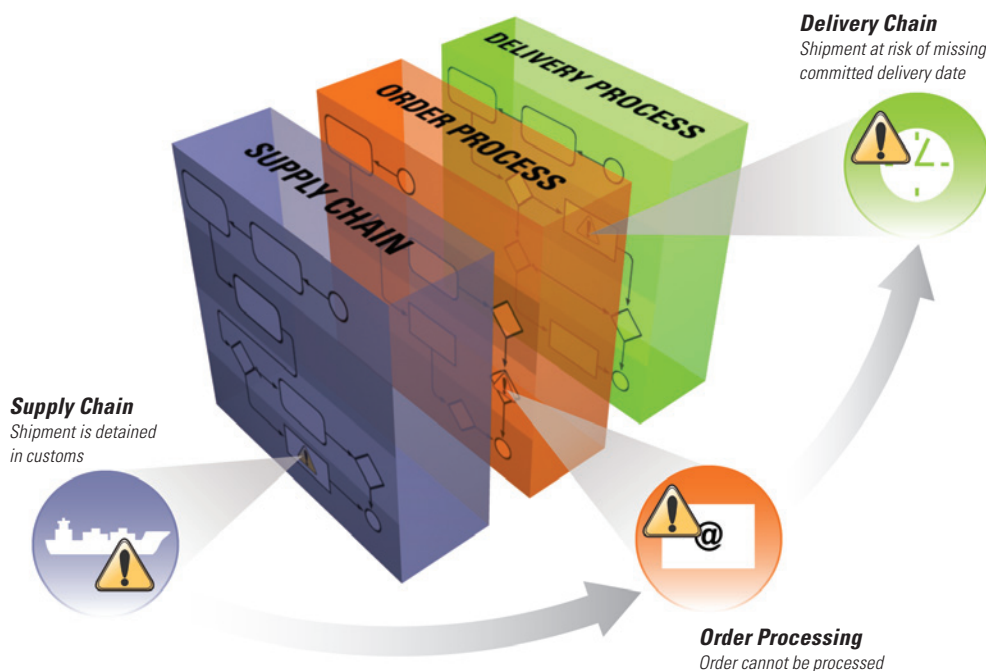 Delivery Chain
Shipment at risk of missing
committed delivery date
DELIVERY PROCESS
ORDER PROCESS
SUPPLY CHAIN
Supply Chain
Shipment is detained
in customs
@
Order Processing
Order cannot be processed